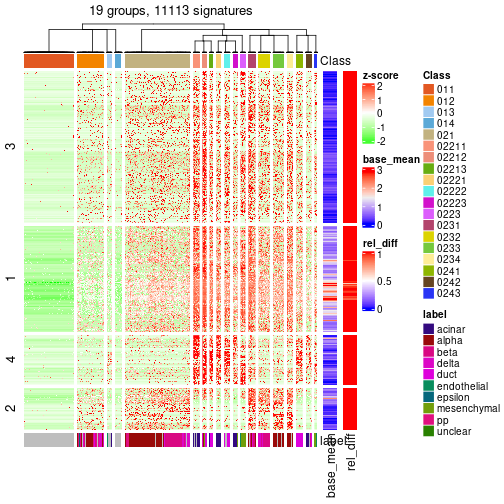 19 groups, 11113 signatures
Class
3
1
4
2
label
base_mean
rel_diff
z-score
2
1
0
-1
-2
base_mean
3
2
1
0
rel_diff
1
0.5
0
Class
011
012
013
014
021
02211
02212
02213
02221
02222
02223
0223
0231
0232
0233
0234
0241
0242
0243
label
acinar
alpha
beta
delta
duct
endothelial
epsilon
mesenchymal
pp
unclear